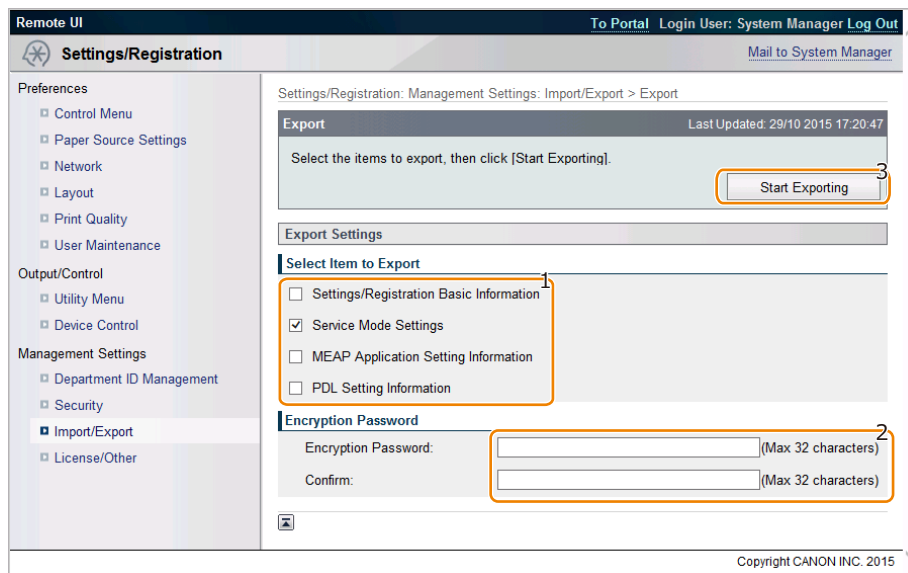 Remote UI
To Portal Login User: System Manager Log Out
Settings/Registration
Mail to System Manager
Preferences
Control Menu
Paper Source Settings
Network
Layout
Print Quality
User Maintenance
Output/Control
Utility Menu
Device Control
Management Settings
Department ID Management
Security
Import/Export
License/Other
Settings/Registration: Management Settings: Import/Export > Export
Export
Last Updated: 29/10 2015 17:20:47
Select the items to export, then click [Start Exporting].
3
Start Exporting
Export Settings
Select Item to Export
1
Settings/Registration Basic Information
Service Mode Settings
MEAP Application Setting Information
PDL Setting Information
Encryption Password
2
Encryption Password: (Max 32 characters)
Confirm: (Max 32 characters)
Copyright CANON INC. 2015